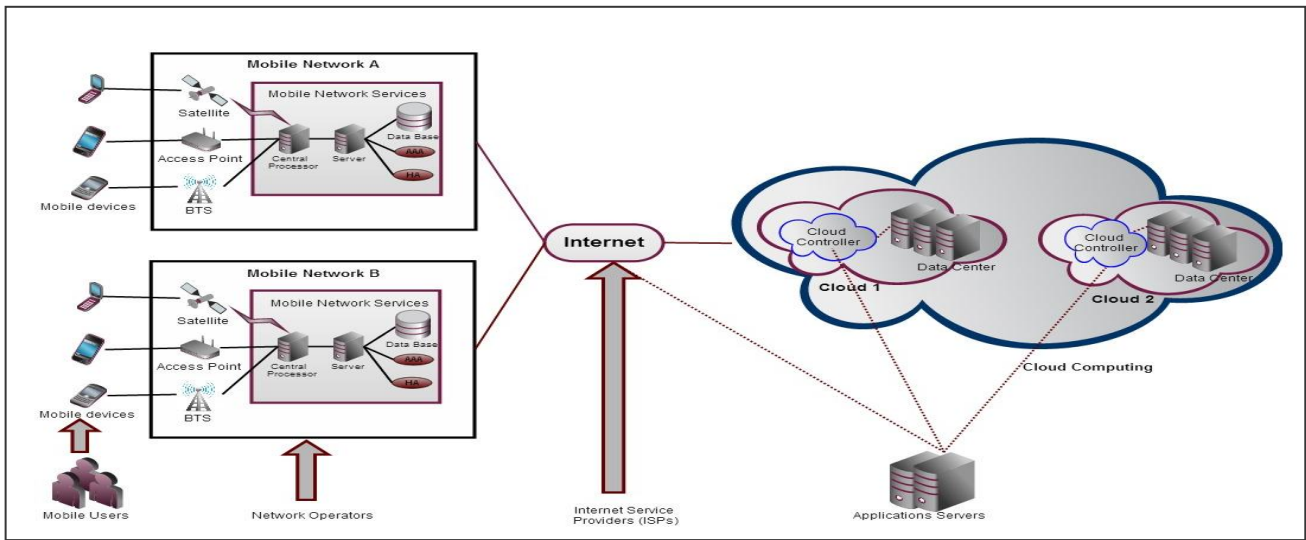 Mobile Network A
Mobile Network Services
Satellite
Data Base
Access Point
Central
Processor
Server
AAA
HA
Mobile devices
BTS
Mobile Network B
Mobile Network Services
Satellite
Data Base
Access Point
Central
Processor
Server
AAA
HA
Mobile devices
BTS
Internet
Cloud
Controller
Data Center
Cloud 1
Cloud
Controller
Data Center
Cloud 2
Cloud Computing
Mobile Users
Network Operators
Internet Service
Providers (ISPs)
Applications Servers